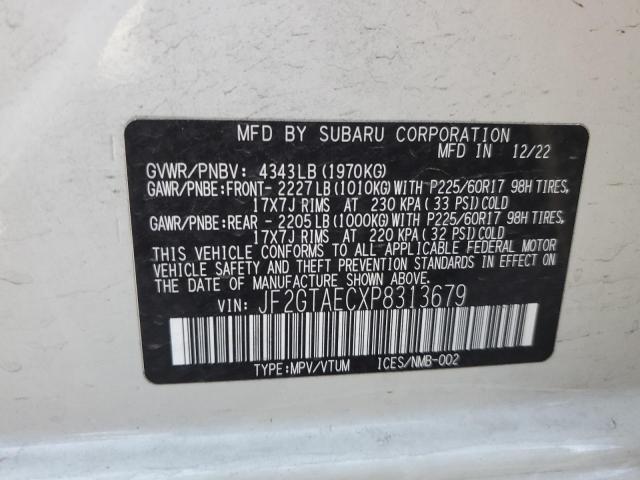 MFD BY SUBARU CORPORATION
MFD IN 12/22
GVWR/PNBV: 4343LB(1970KG)
GAWR/PNBE:FRONT- 2227LB(1010KG)WITH P225/60R17 98H TIRES,
17X7J RIMS AT 230 KPA( 33 PSI)COLD
GAWR/PNBE:REAR - 2205LB(1000KG)WITH P225/60R17 98H TIRES,
17X7J RIMS AT 220 KPA( 32 PSI)COLD
THIS VEHICLE CONFORMS TO ALL APPLICABLE FEDERAL MOTOR
VEHICLE SAFETY AND THEFT PREVENTION STANDARDS IN EFFECT ON
THE DATE OF MANUFACTURE SHOWN ABOVE.
VIN: JF2GTAECXP8313679
TYPE:MPV/VTUM ICES/NMB-002